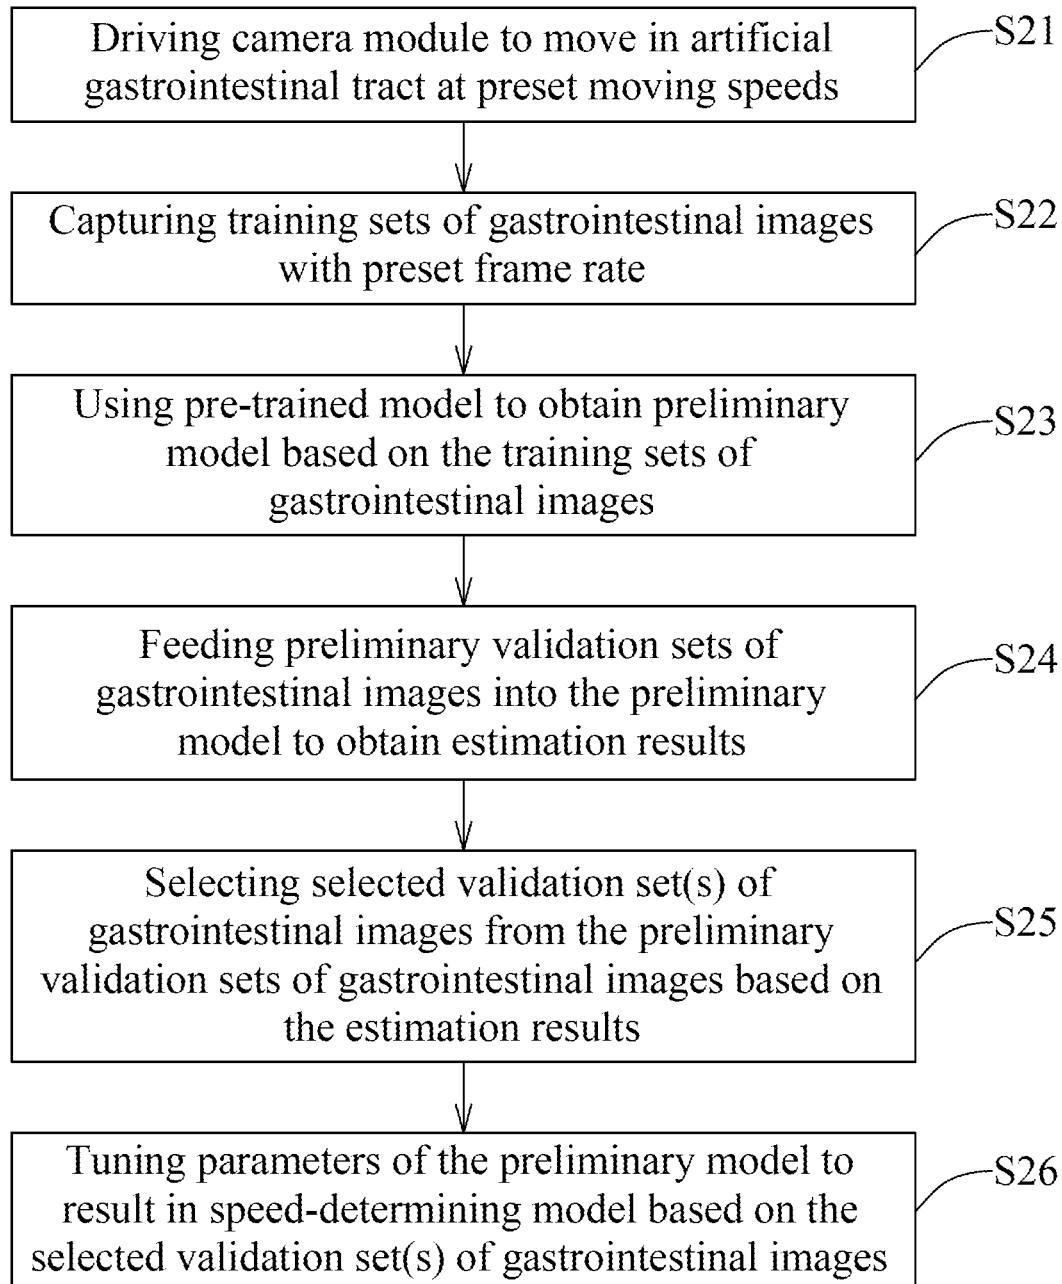 Driving camera module to move in artificial
gastrointestinal tract at preset moving speeds
S21
Capturing training sets of gastrointestinal images
with preset frame rate
S22
Using pre-trained model to obtain preliminary
model based on the training sets of
gastrointestinal images
S23
Feeding preliminary validation sets of
gastrointestinal images into the preliminary
model to obtain estimation results
S24
Selecting selected validation set(s) of
gastrointestinal images from the preliminary
validation sets of gastrointestinal images based on
the estimation results
S25
Tuning parameters of the preliminary model to
result in speed-determining model based on the
selected validation set(s) of gastrointestinal images
S26